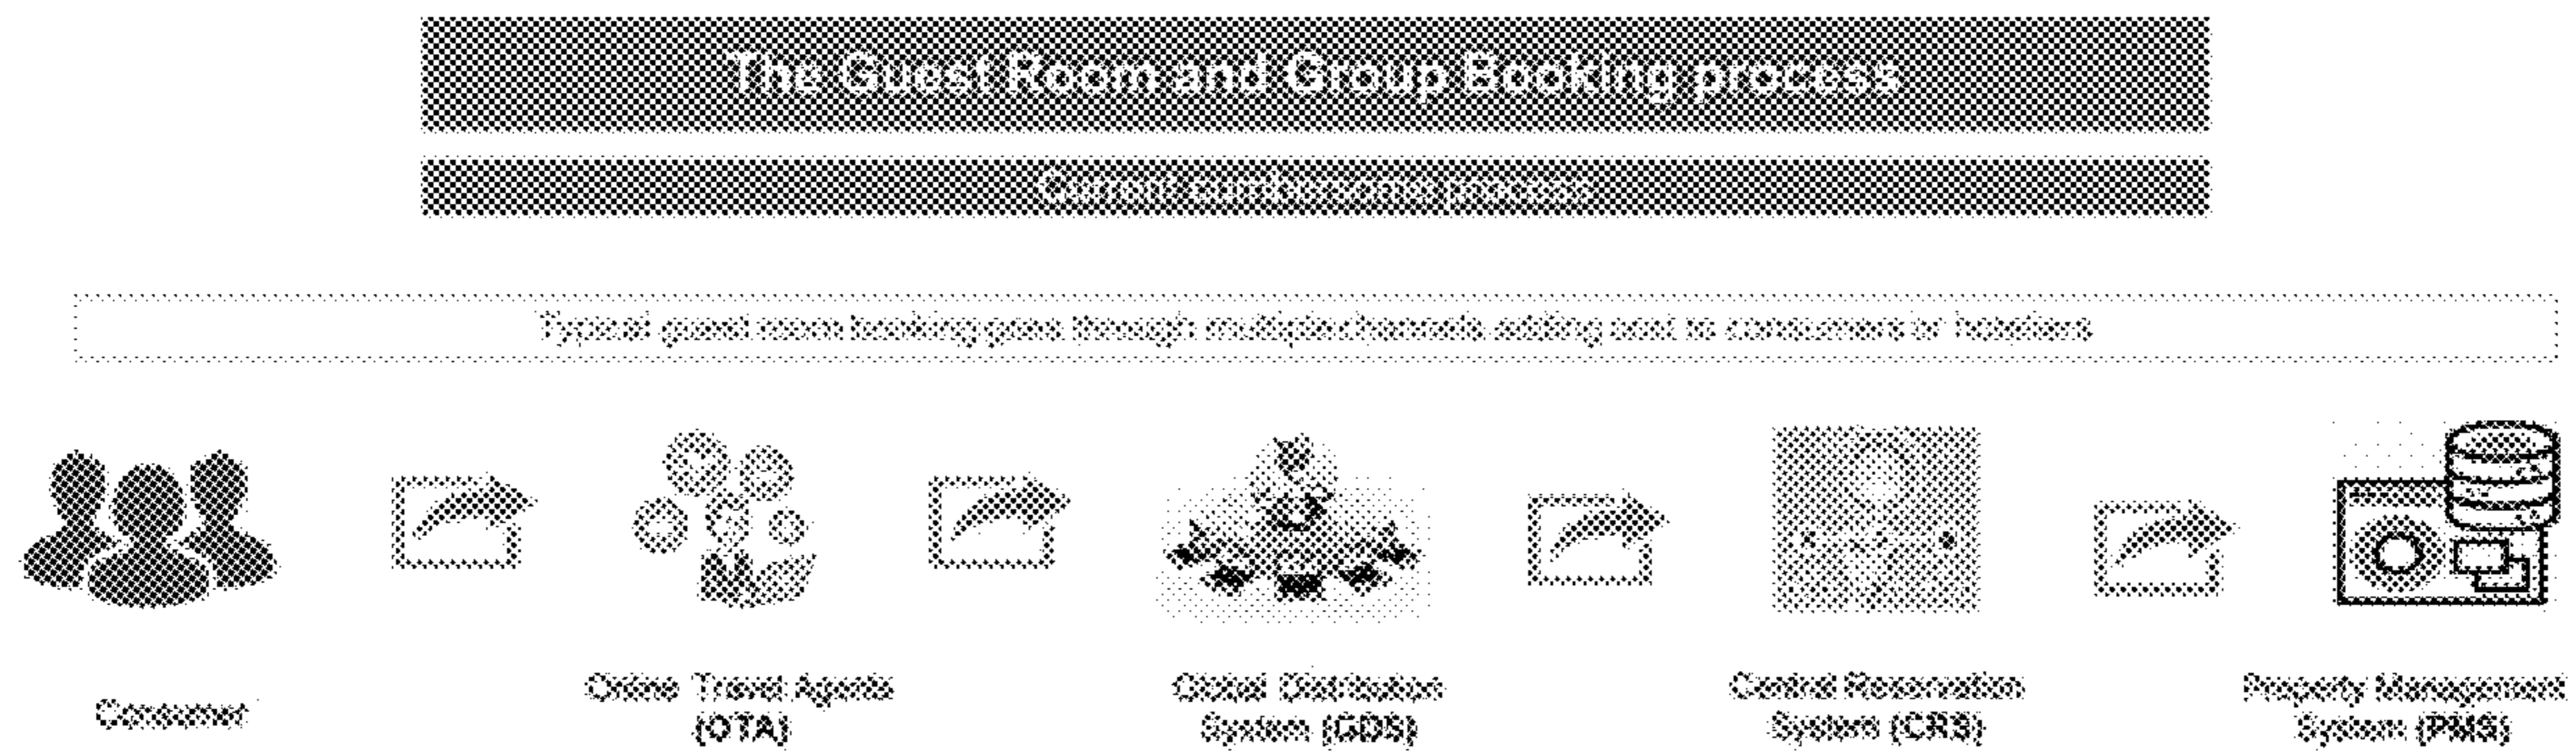 The Guest Room and Group Booking process
Current cumbersome process
Typical guest room booking goes through multiple channels adding cost to consumers or hoteliers
Consumer
Online Travel Agents
(OTA)
Global Distribution
System (GDS)
Central Reservation
System (CRS)
Property Management
System (PMS)